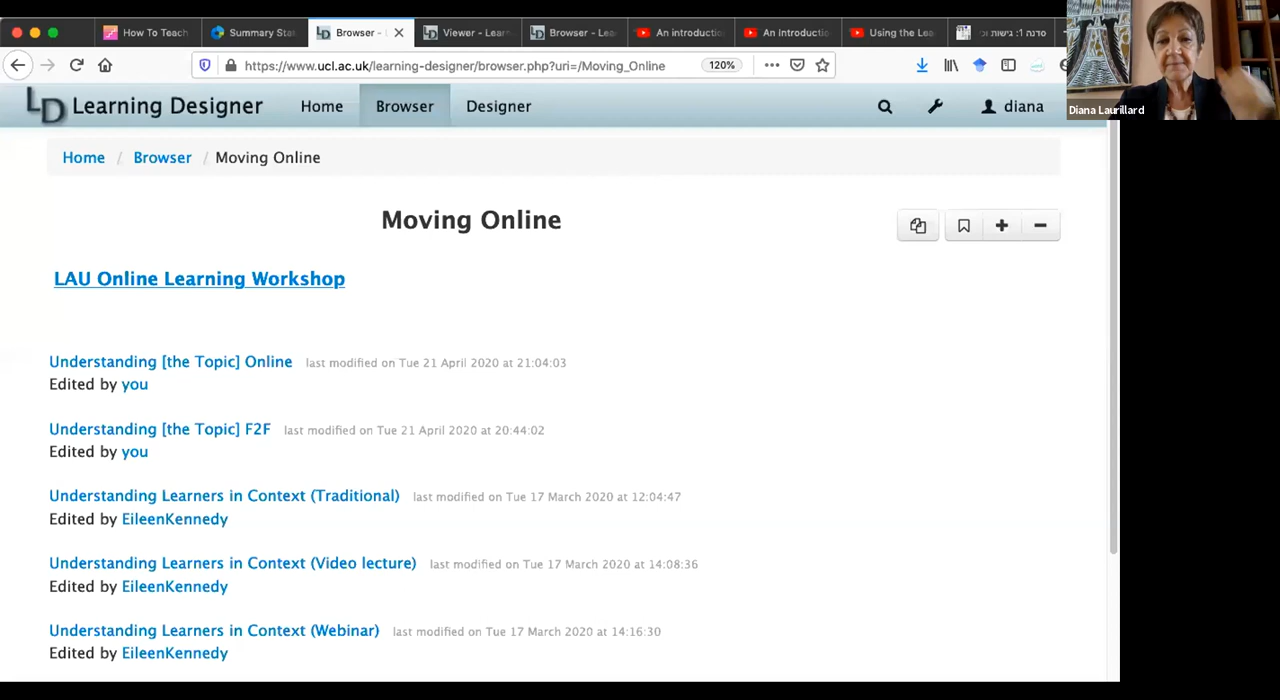 How To Teach
Summary Sta
Browser -
Viewer - Learn
Browser - Lea
An introductio
An Introductio
Using the Lea
סדנה 1: גישות וכ
https://www.ucl.ac.uk/learning-designer/browser.php?uri=/Moving_Online
120%
Diana Laurillard
LD Learning Designer
Home
Browser
Designer
diana
Home / Browser / Moving Online
Moving Online
LAU Online Learning Workshop
Understanding [the Topic] Online last modified on Tue 21 April 2020 at 21:04:03
Edited by you
Understanding [the Topic] F2F last modified on Tue 21 April 2020 at 20:44:02
Edited by you
Understanding Learners in Context (Traditional) last modified on Tue 17 March 2020 at 12:04:47
Edited by EileenKennedy
Understanding Learners in Context (Video lecture) last modified on Tue 17 March 2020 at 14:08:36
Edited by EileenKennedy
Understanding Learners in Context (Webinar) last modified on Tue 17 March 2020 at 14:16:30
Edited by EileenKennedy